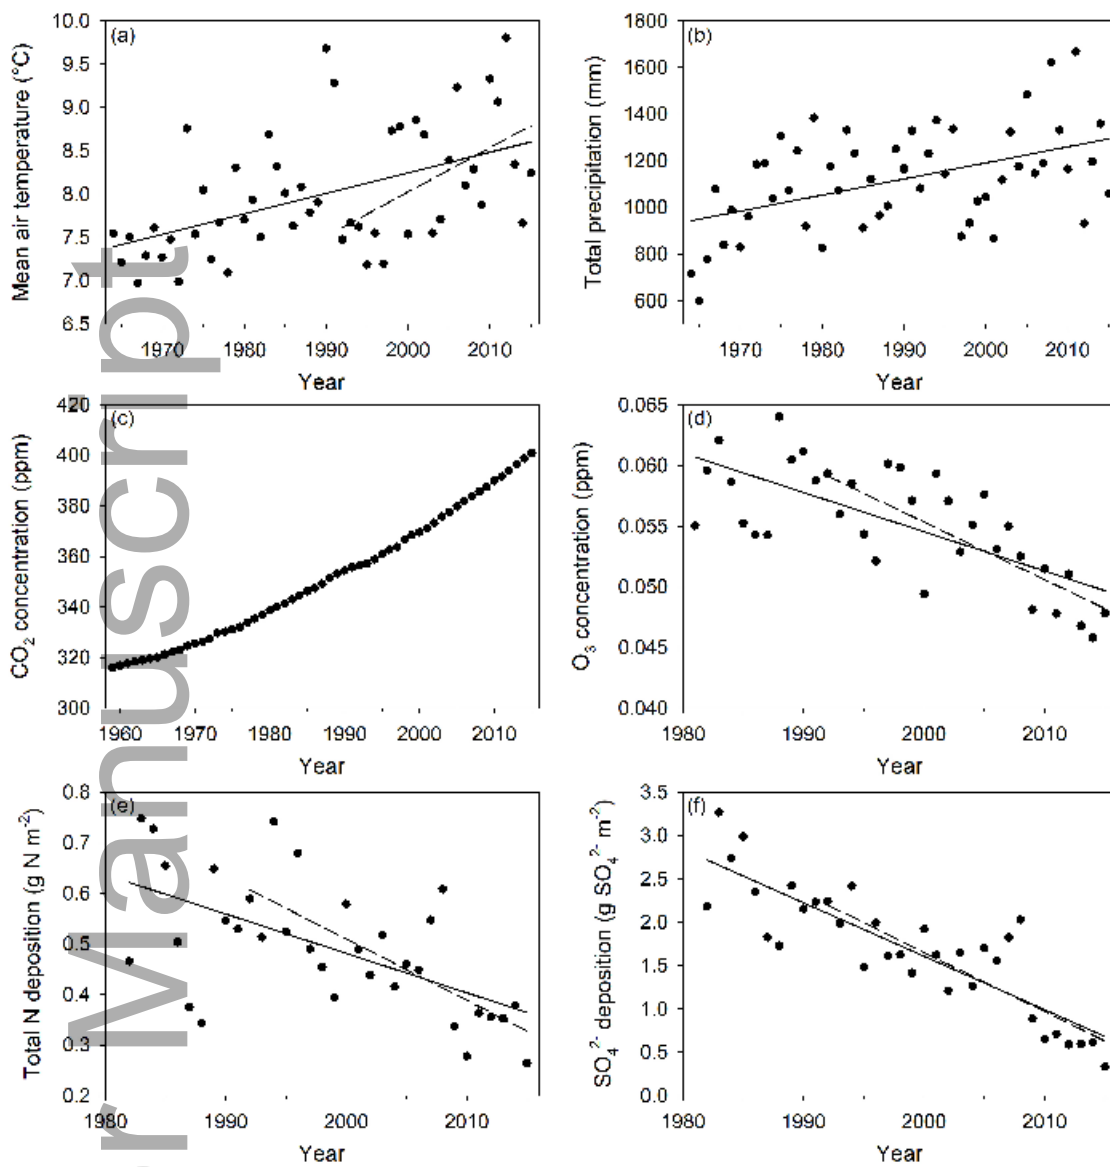 (a)
Mean air temperature (°C)
10.0
9.5
9.0
8.5
8.0
7.5
7.0
6.5
1970 1980 1990 2000 2010
Year
(b)
Total precipitation (mm)
1800
1600
1400
1200
1000
800
600
1970 1980 1990 2000 2010
Year
(c)
CO₂ concentration (ppm)
420
400
380
360
340
320
300
1960 1970 1980 1990 2000 2010
Year
(d)
O₃ concentration (ppm)
0.065
0.060
0.055
0.050
0.045
0.040
1980 1990 2000 2010
Year
(e)
Total N deposition (g N m⁻²)
0.8
0.7
0.6
0.5
0.4
0.3
0.2
1980 1990 2000 2010
Year
(f)
SO₄²⁻ deposition (g SO₄²⁻ m⁻²)
3.5
3.0
2.5
2.0
1.5
1.0
0.5
0.0
1980 1990 2000 2010
Year
r Manuscript